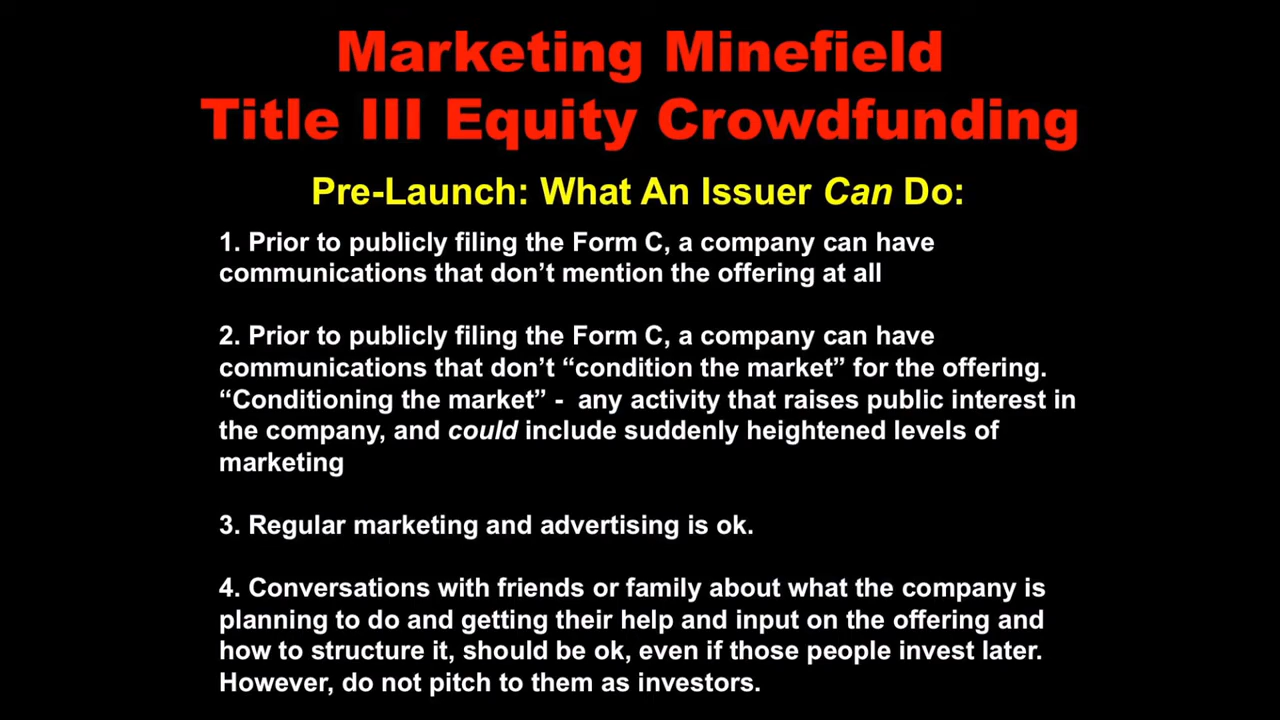 Marketing Minefield
Title III Equity Crowdfunding
Pre-Launch: What An Issuer Can Do:
1. Prior to publicly filing the Form C, a company can have
communications that don’t mention the offering at all
2. Prior to publicly filing the Form C, a company can have
communications that don’t “condition the market” for the offering.
“Conditioning the market” -  any activity that raises public interest in
the company, and could include suddenly heightened levels of
marketing
3. Regular marketing and advertising is ok.
4. Conversations with friends or family about what the company is
planning to do and getting their help and input on the offering and
how to structure it, should be ok, even if those people invest later.
However, do not pitch to them as investors.